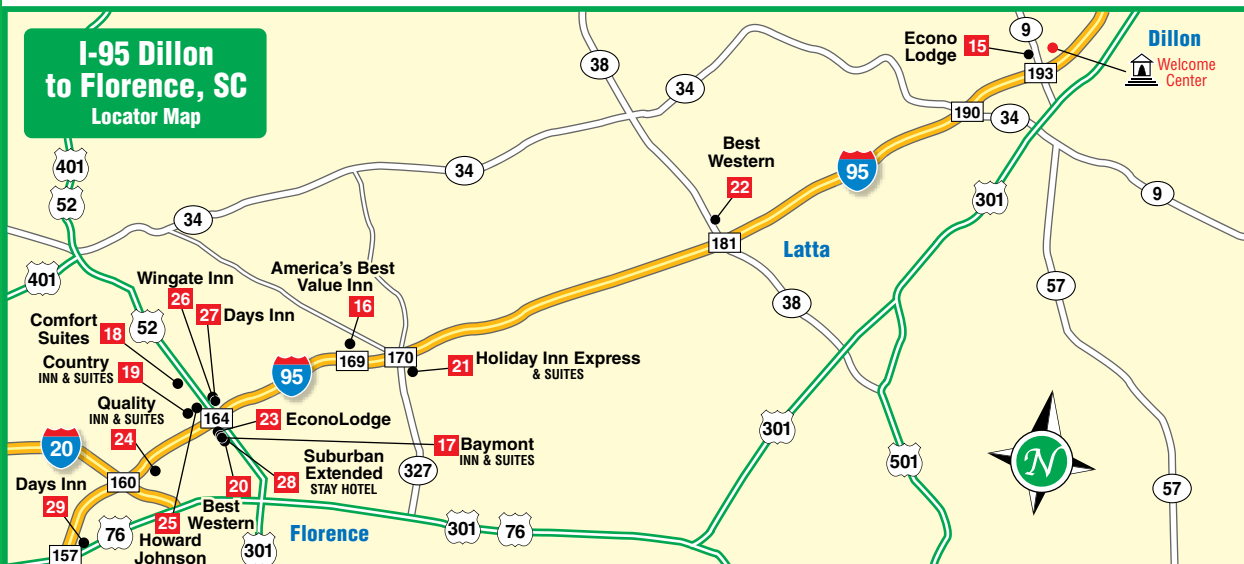 I-95 Dillon
to Florence, SC
Locator Map
9
Econo
Lodge
15
193
Dillon
Welcome
Center
38
34
190
34
401
52
34
34
Best
Western
22
95
301
9
181
Latta
401
Wingate Inn
26
27 Days Inn
America's Best
Value Inn
16
57
38
52
Comfort
Suites
18
Country
INN & SUITES
19
169
170
21
Holiday Inn Express
& SUITES
95
Quality
INN & SUITES
24
164
23
EconoLodge
17
Baymont
INN & SUITES
301
20
160
Suburban
Extended
STAY HOTEL
28
20
327
501
N
57
Days Inn
29
76
25
Best
Western
Howard
Johnson
157
301
Florence
301
76